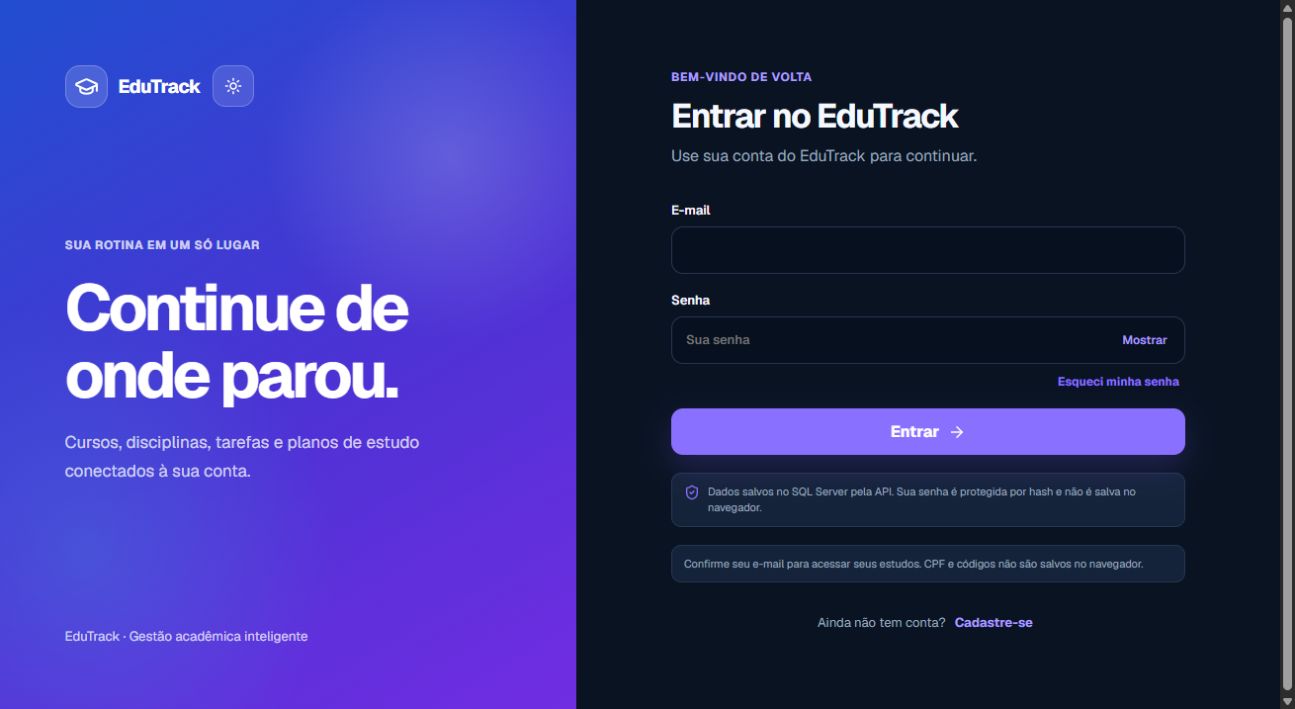 EduTrack
SUA ROTINA EM UM SÓ LUGAR
Continue de
onde parou.
Cursos, disciplinas, tarefas e planos de estudo
conectados à sua conta.
EduTrack · Gestão acadêmica inteligente
BEM-VINDO DE VOLTA
Entrar no EduTrack
Use sua conta do EduTrack para continuar.
E-mail
Senha
Sua senha
Mostrar
Esqueci minha senha
Entrar →
Dados salvos no SQL Server pela API. Sua senha é protegida por hash e não é salva no
navegador.
Confirme seu e-mail para acessar seus estudos. CPF e códigos não são salvos no navegador.
Ainda não tem conta? Cadastre-se